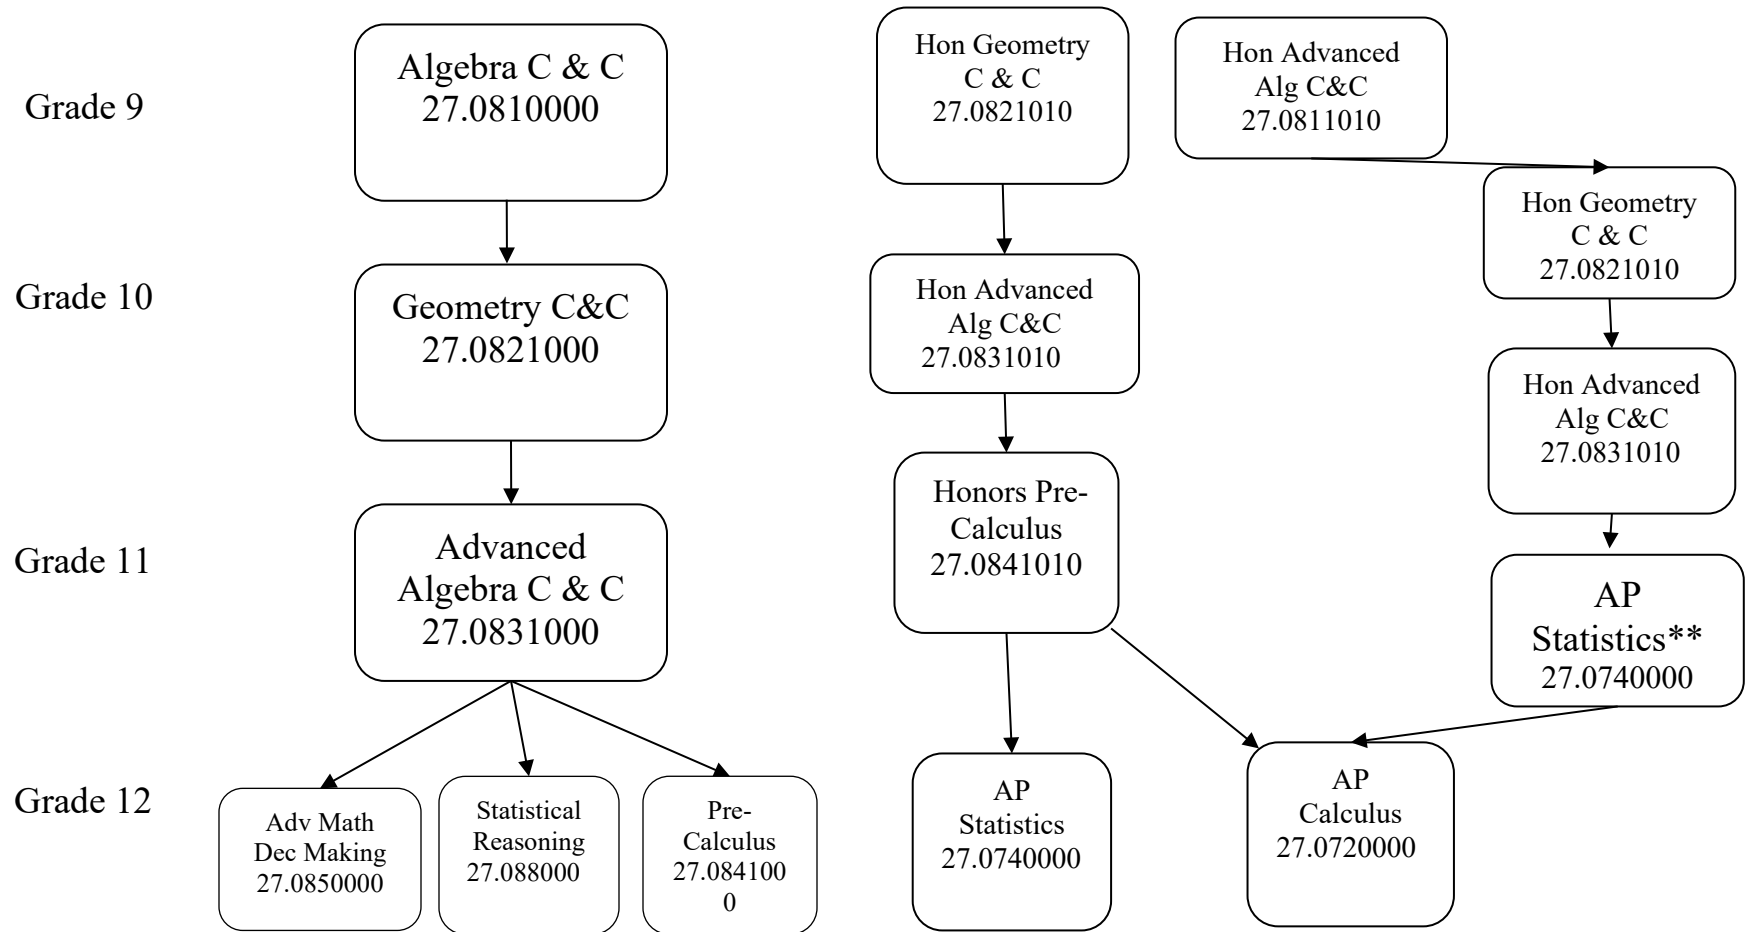 Grade 9
Algebra C & C
27.0810000
Hon Geometry
C & C
27.0821010
Hon Advanced
Alg C&C
27.0811010
Grade 10
Geometry C&C
27.0821000
Hon Advanced
Alg C&C
27.0831010
Hon Geometry
C & C
27.0821010
Hon Advanced
Alg C&C
27.0831010
Grade 11
Advanced
Algebra C & C
27.0831000
Honors Pre-
Calculus
27.0841010
AP
Statistics**
27.0740000
Grade 12
Adv Math
Dec Making
27.0850000
Statistical
Reasoning
27.088000
Pre-
Calculus
27.084100
0
AP
Statistics
27.0740000
AP
Calculus
27.0720000